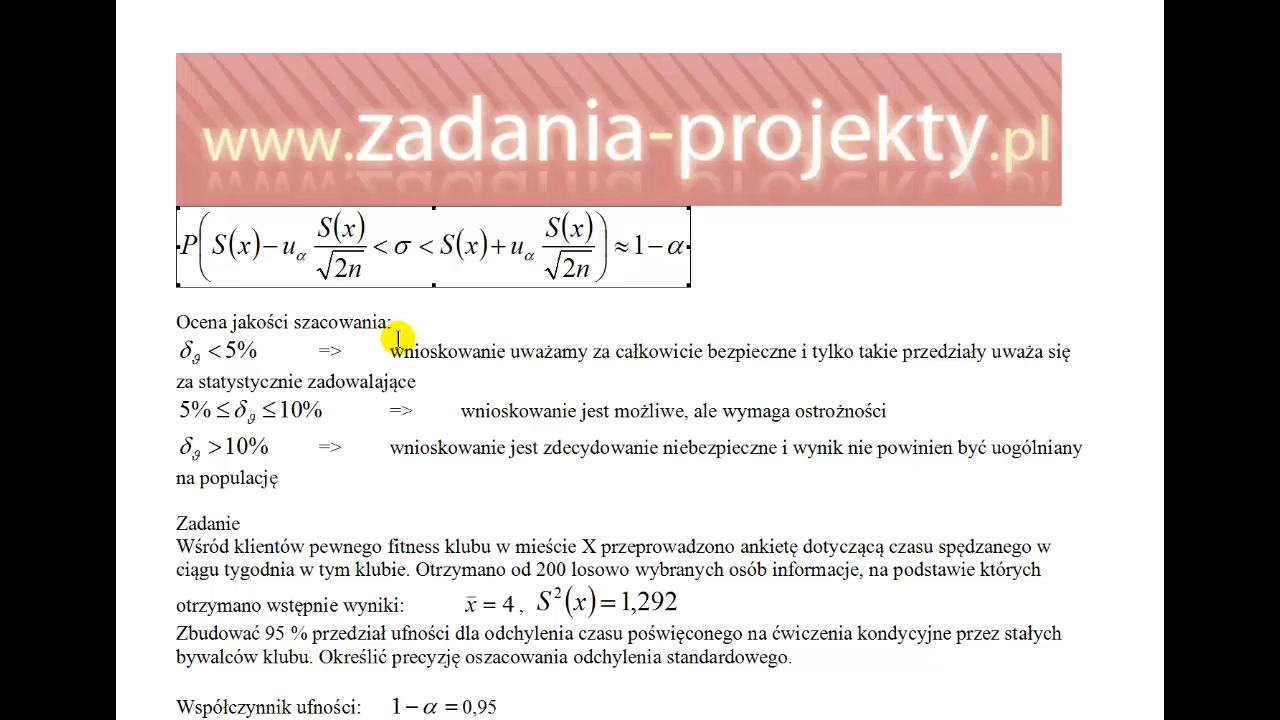 www.zadania-projekty.pl
P(S(x)−u_α S(x)/√2n < σ < S(x)+u_α S(x)/√2n) ≈ 1−α
Ocena jakości szacowania:
δ_ϑ < 5% => wnioskowanie uważamy za całkowicie bezpieczne i tylko takie przedziały uważa się
za statystycznie zadowalające
5% ≤ δ_ϑ ≤ 10% => wnioskowanie jest możliwe, ale wymaga ostrożności
δ_ϑ > 10% => wnioskowanie jest zdecydowanie niebezpieczne i wynik nie powinien być uogólniany
na populację
Zadanie
Wśród klientów pewnego fitness klubu w mieście X przeprowadzono ankietę dotyczącą czasu spędzanego w
ciągu tygodnia w tym klubie. Otrzymano od 200 losowo wybranych osób informacje, na podstawie których
otrzymano wstępnie wyniki: x̄ = 4 , S²(x) = 1,292
Zbudować 95 % przedział ufności dla odchylenia czasu poświęconego na ćwiczenia kondycyjne przez stałych
bywalców klubu. Określić precyzję oszacowania odchylenia standardowego.
Współczynnik ufności: 1−α = 0,95